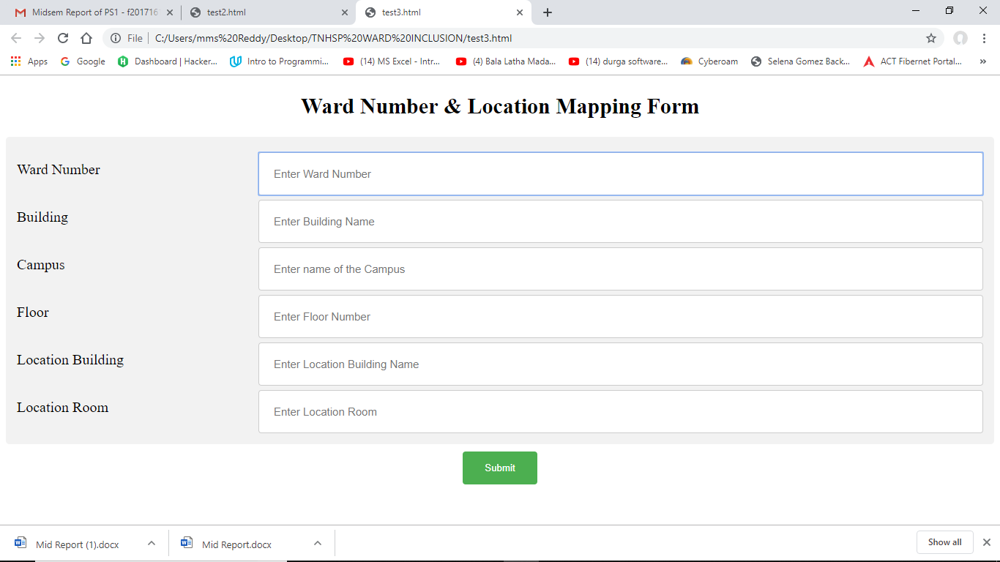 Midsem Report of PS1 - f201716
test2.html
test3.html
File
C:/Users/mms%20Reddy/Desktop/TNHSP%20WARD%20INCLUSION/test3.html
Apps
Google
Dashboard | Hacker...
Intro to Programmi...
(14) MS Excel - Intr...
(4) Bala Latha Mada...
(14) durga software...
Cyberoam
Selena Gomez Back...
ACT Fibernet Portal...
»
Ward Number & Location Mapping Form
Ward Number
Enter Ward Number
Building
Enter Building Name
Campus
Enter name of the Campus
Floor
Enter Floor Number
Location Building
Enter Location Building Name
Location Room
Enter Location Room
Submit
Mid Report (1).docx
Mid Report.docx
Show all